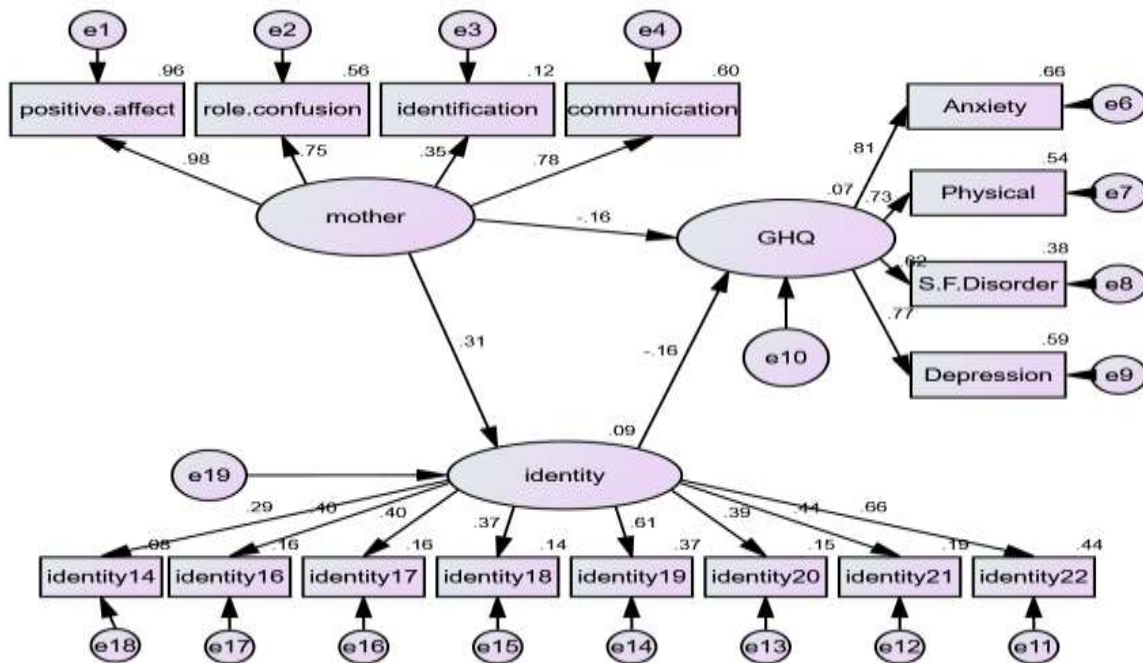 e1 e2 e3 e4
.96 .56 .12 .60
positive.affect role.confusion identification communication
.98 .75 .35 .78
mother
-.16
.31
GHQ
.07
e10
-.16
.66
Anxiety e6
.81
.54
Physical e7
.73
.38
S.F.Disorder e8
.62
.59
Depression e9
.77
e19
.09
identity
.29 .40 .40 .37 .61 .39 .44 .66
.08 .16 .16 .14 .37 .15 .19 .44
identity14 identity16 identity17 identity18 identity19 identity20 identity21 identity22
e18 e17 e16 e15 e14 e13 e12 e11